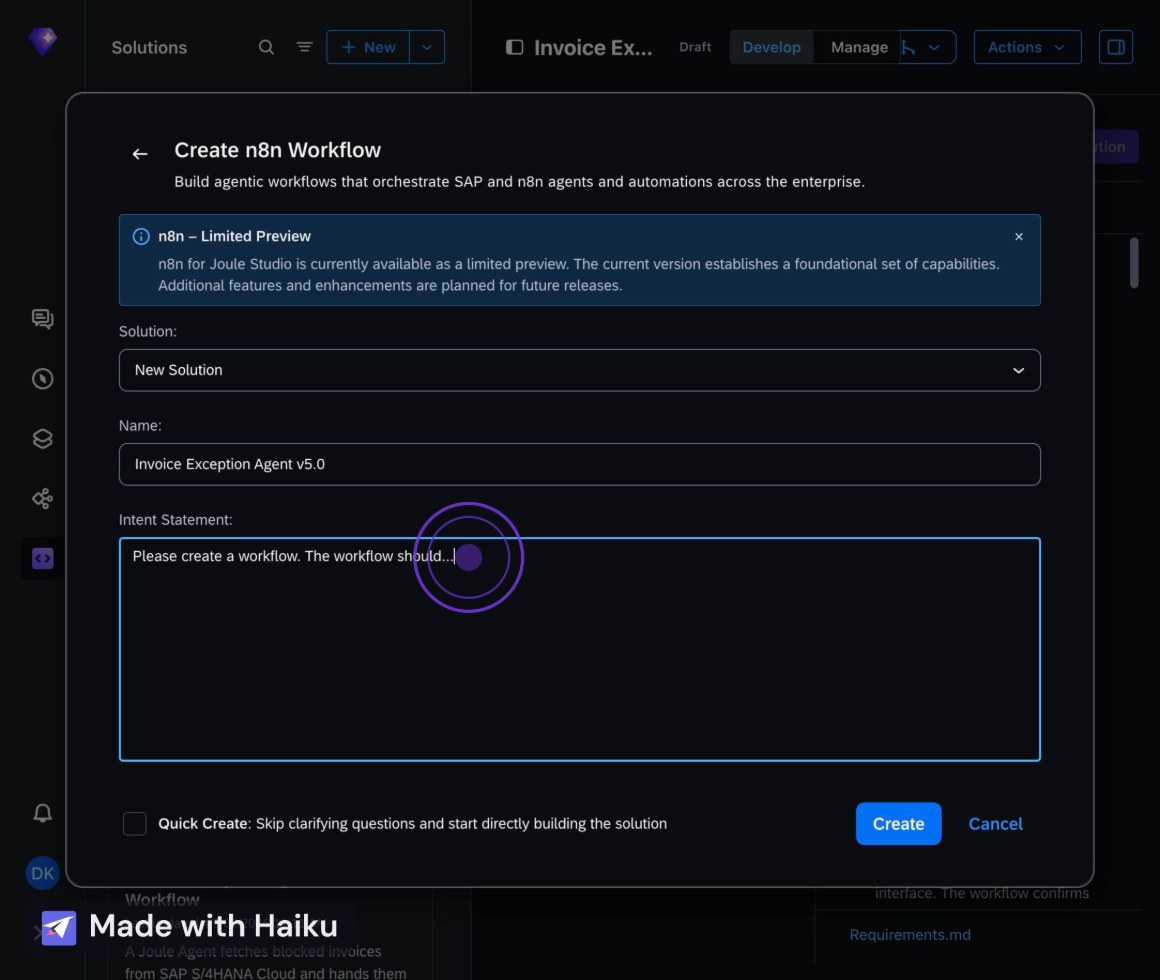 Solutions
New
Invoice Ex...
Draft
Develop
Manage
Actions
Create n8n Workflow
Build agentic workflows that orchestrate SAP and n8n agents and automations across the enterprise.
n8n – Limited Preview
n8n for Joule Studio is currently available as a limited preview. The current version establishes a foundational set of capabilities.
Additional features and enhancements are planned for future releases.
Solution:
New Solution
Name:
Invoice Exception Agent v5.0
Intent Statement:
Please create a workflow. The workflow should...
Quick Create: Skip clarifying questions and start directly building the solution
Create
Cancel
DK
Workflow
interface. The workflow confirms
Made with Haiku
Requirements.md
A Joule Agent fetches blocked invoices
from SAP S/4HANA Cloud and hands them